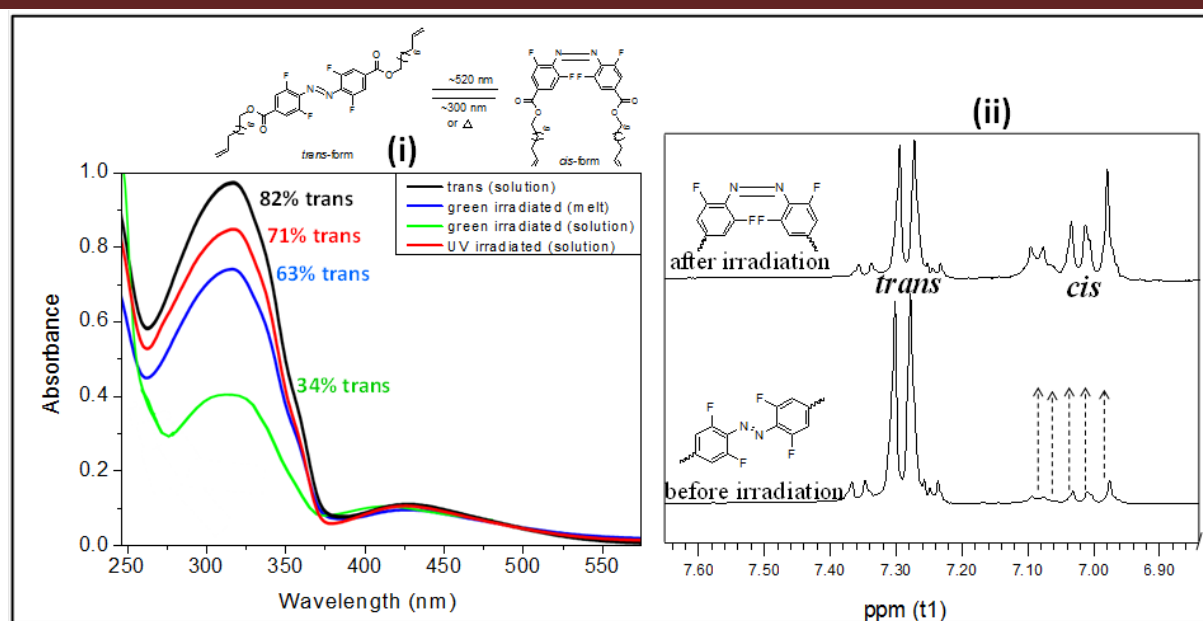 F
N
N
F
O
O
6
~520 nm
~300 nm
or △
trans-form
cis-form
(i)
(ii)
82% trans
71% trans
63% trans
34% trans
trans (solution)
green irradiated (melt)
green irradiated (solution)
UV irradiated (solution)
Absorbance
1.0
0.8
0.6
0.4
0.2
0.0
250 300 350 400 450 500 550
Wavelength (nm)
F N N F
F F
after irradiation
trans
cis
F F
N N
F F
before irradiation
7.60 7.50 7.40 7.30 7.20 7.10 7.00 6.90
ppm (t1)